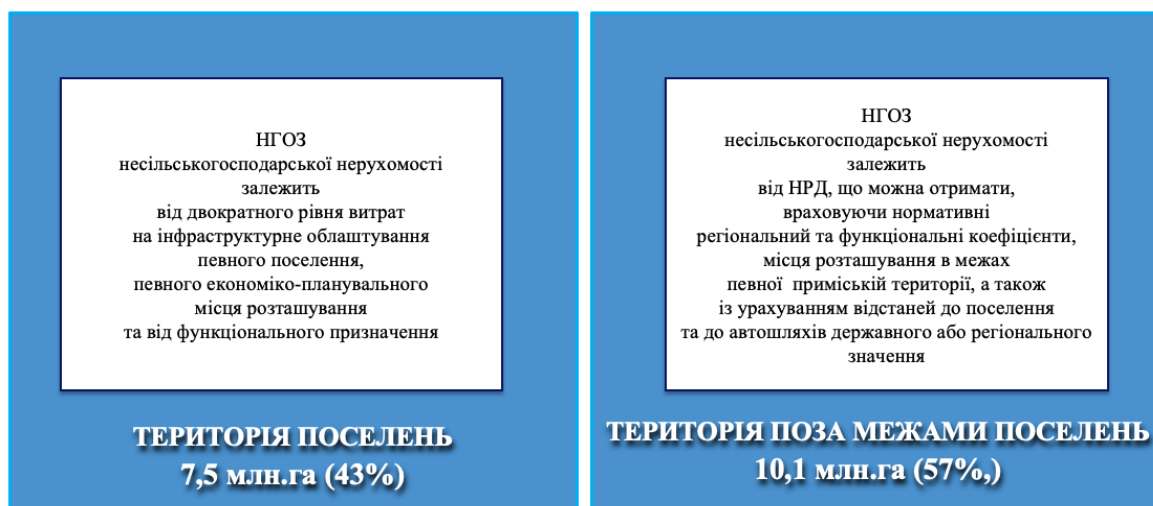 НГОЗ
несільськогосподарської нерухомості
залежить
від двократного рівня витрат
на інфраструктурне облаштування
певного поселення,
певного економіко-планувального
місця розташування
та від функціонального призначення
ТЕРИТОРІЯ ПОСЕЛЕНЬ
7,5 млн.га (43%)
НГОЗ
несільськогосподарської нерухомості
залежить
від НРД, що можна отримати,
враховуючи нормативні
регіональний та функціональні коефіцієнти,
місця розташування в межах
певної приміській території, а також
із урахуванням відстаней до поселення
та до автошляхів державного або регіонального
значення
ТЕРИТОРІЯ ПОЗА МЕЖАМИ ПОСЕЛЕНЬ
10,1 млн.га (57%,)